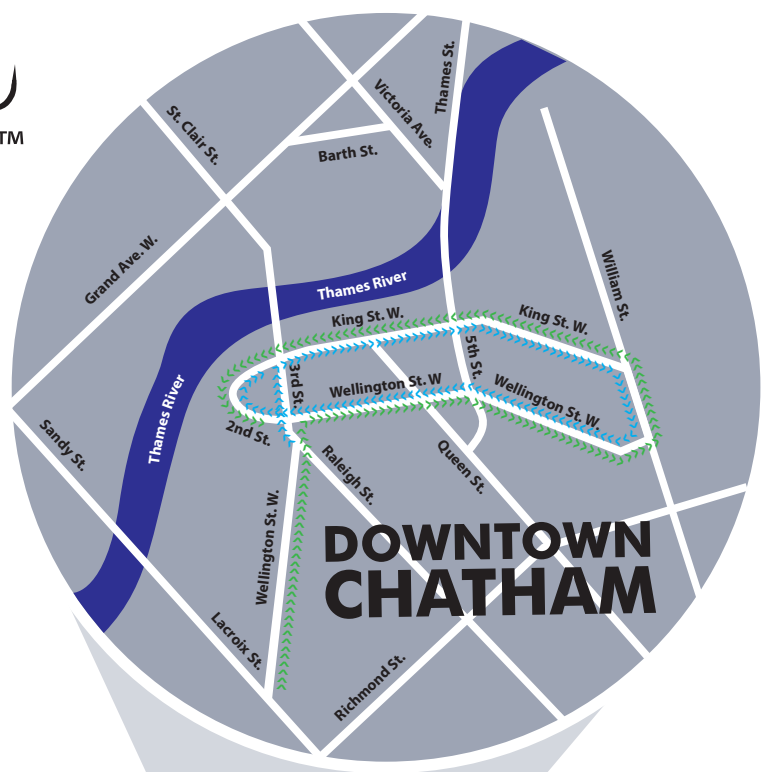 TM
Thames St.
Victoria Ave.
St. Clair St.
Barth St.
Grand Ave. W.
Thames River
William St.
King St. W.
King St. W.
5th St.
3rd St.
Wellington St. W
Wellington St. W.
Thames River
2nd St.
Sandy St.
Raleigh St.
Queen St.
Wellington St. W.
DOWNTOWN
CHATHAM
Lacroix St.
Richmond St.